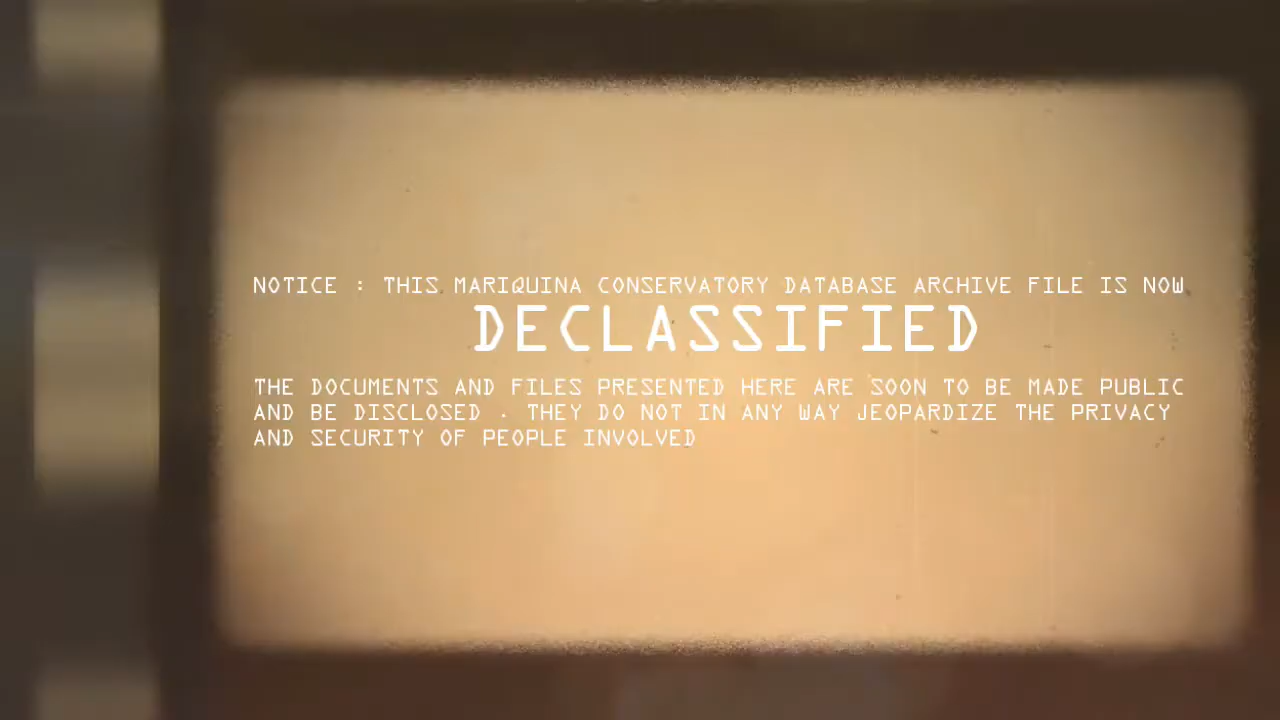 NOTICE : THIS MARIQUINA CONSERVATORY DATABASE ARCHIVE FILE IS NOW
DECLASSIFIED
THE DOCUMENTS AND FILES PRESENTED HERE ARE SOON TO BE MADE PUBLIC
AND BE DISCLOSED . THEY DO NOT IN ANY WAY JEOPARDIZE THE PRIVACY
AND SECURITY OF PEOPLE INVOLVED